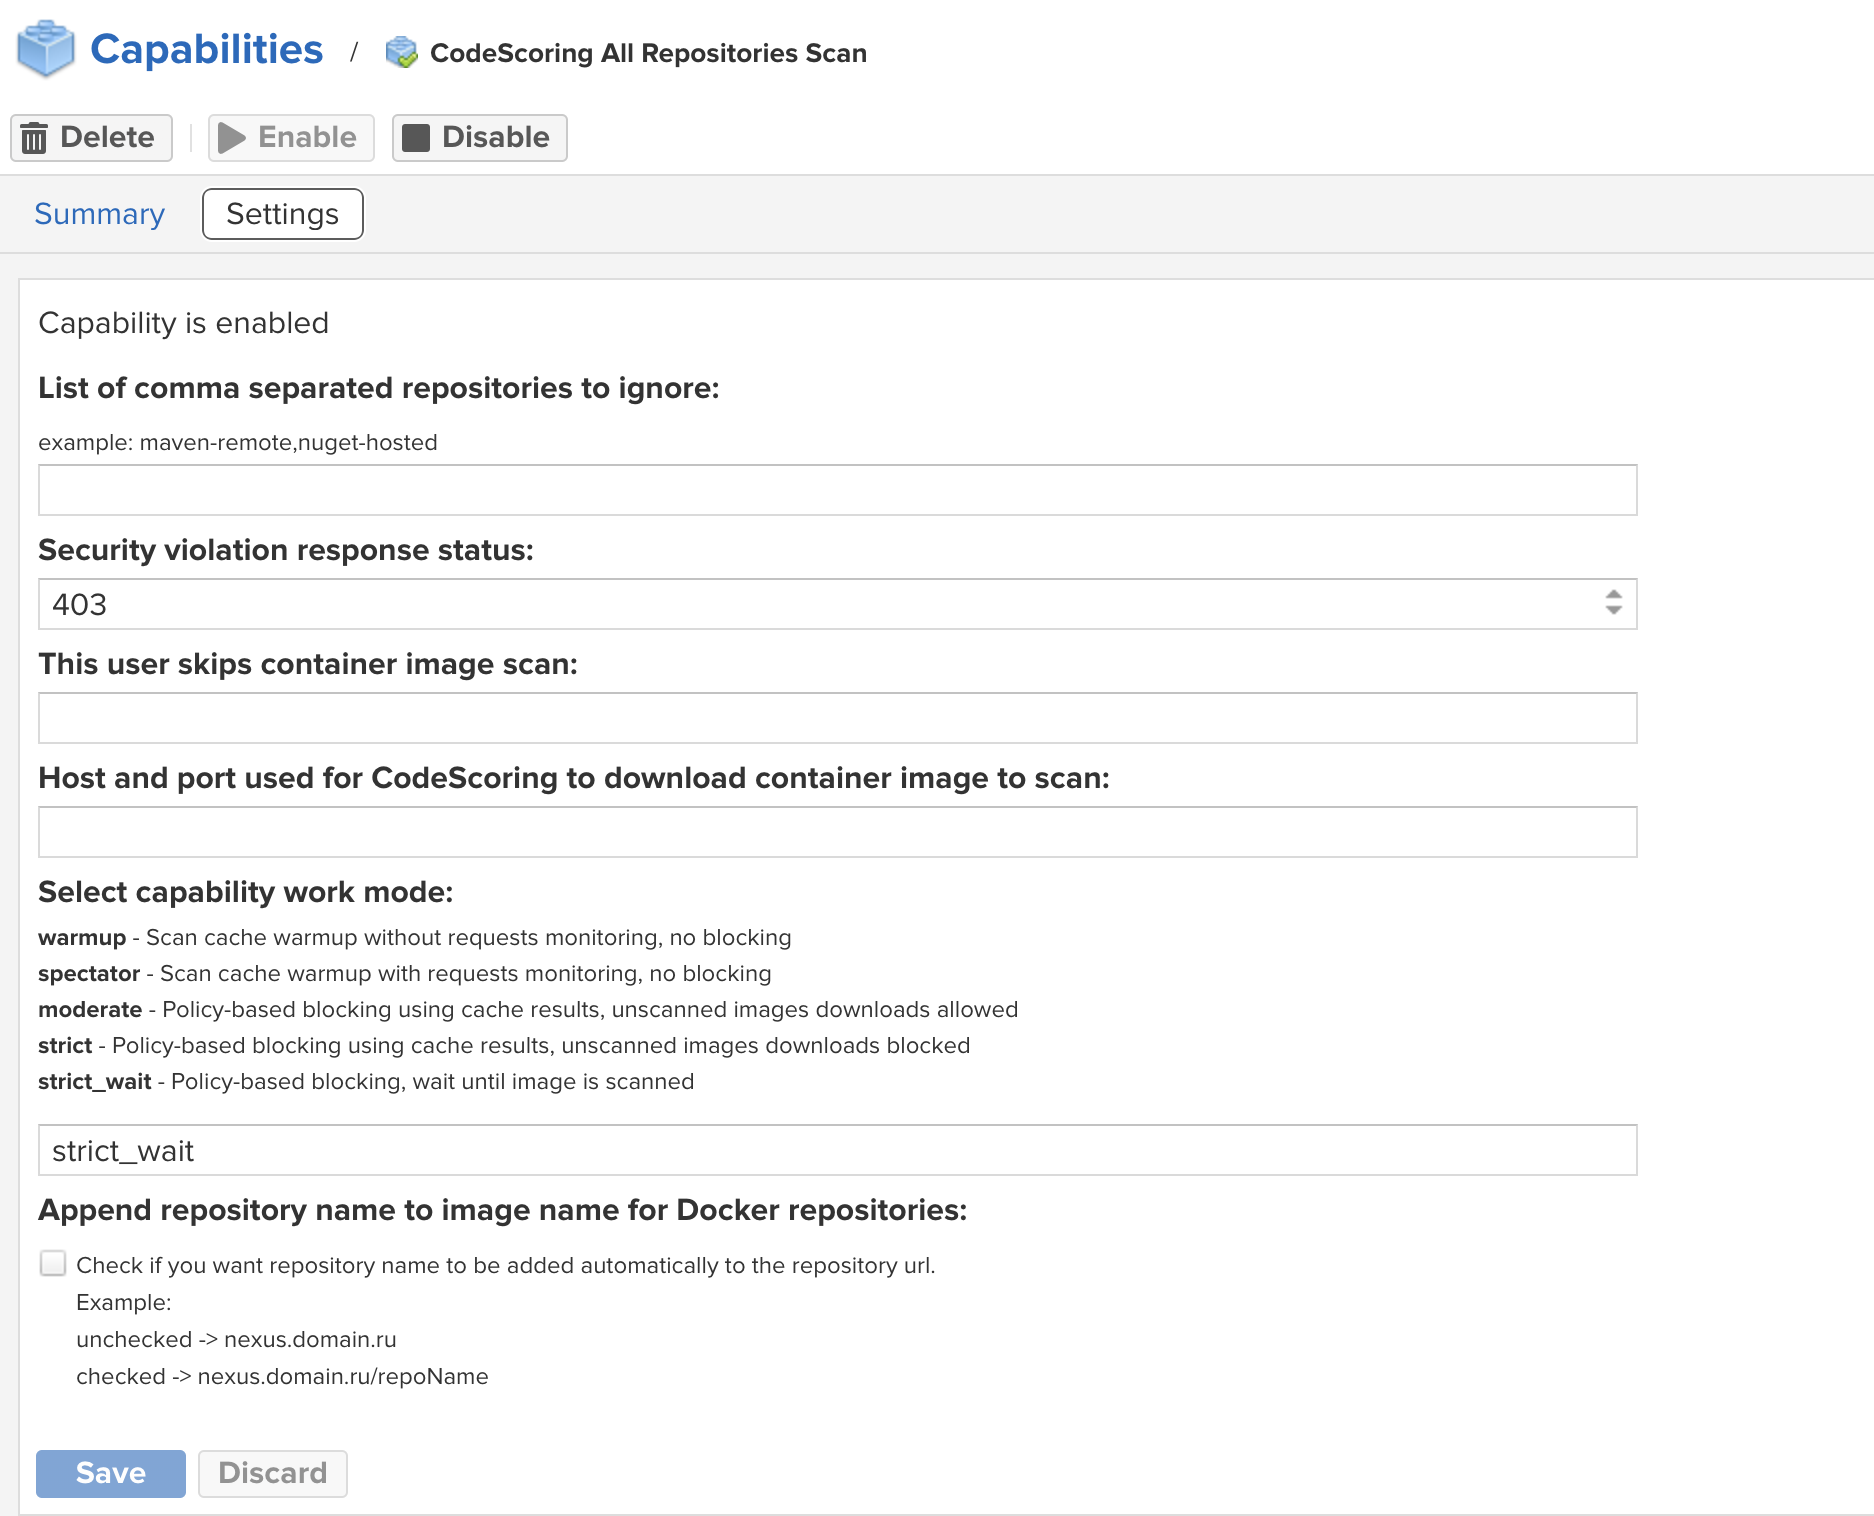 Capabilities / CodeScoring All Repositories Scan
Delete Enable Disable
Summary Settings
Capability is enabled
List of comma separated repositories to ignore:
example: maven-remote,nuget-hosted
Security violation response status:
403
This user skips container image scan:
Host and port used for CodeScoring to download container image to scan:
Select capability work mode:
warmup - Scan cache warmup without requests monitoring, no blocking
spectator - Scan cache warmup with requests monitoring, no blocking
moderate - Policy-based blocking using cache results, unscanned images downloads allowed
strict - Policy-based blocking using cache results, unscanned images downloads blocked
strict_wait - Policy-based blocking, wait until image is scanned
strict_wait
Append repository name to image name for Docker repositories:
Check if you want repository name to be added automatically to the repository url.
Example:
unchecked -> nexus.domain.ru
checked -> nexus.domain.ru/repoName
Save Discard